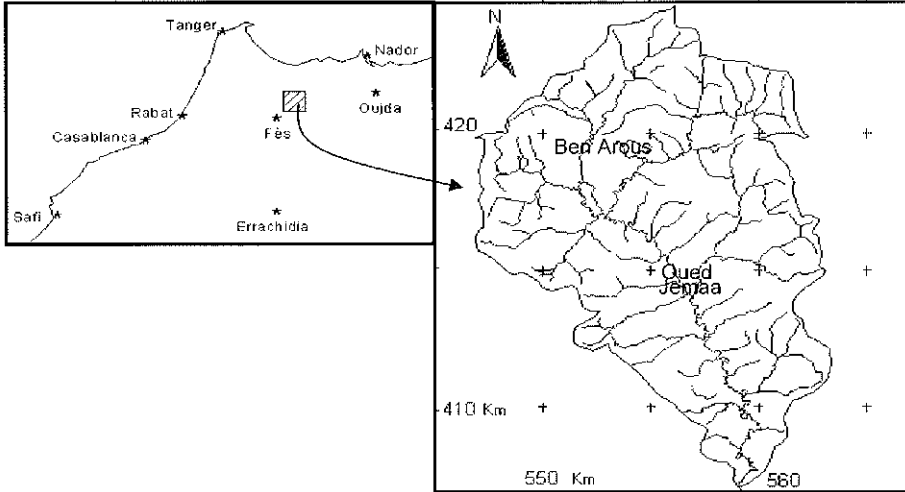 Tanger
Nador
Oujda
Rabat
Fès
Casablanca
Safi
Errachidia
N
420
Ben Arous
Oued
Jemaa
410 Km
550 Km
560